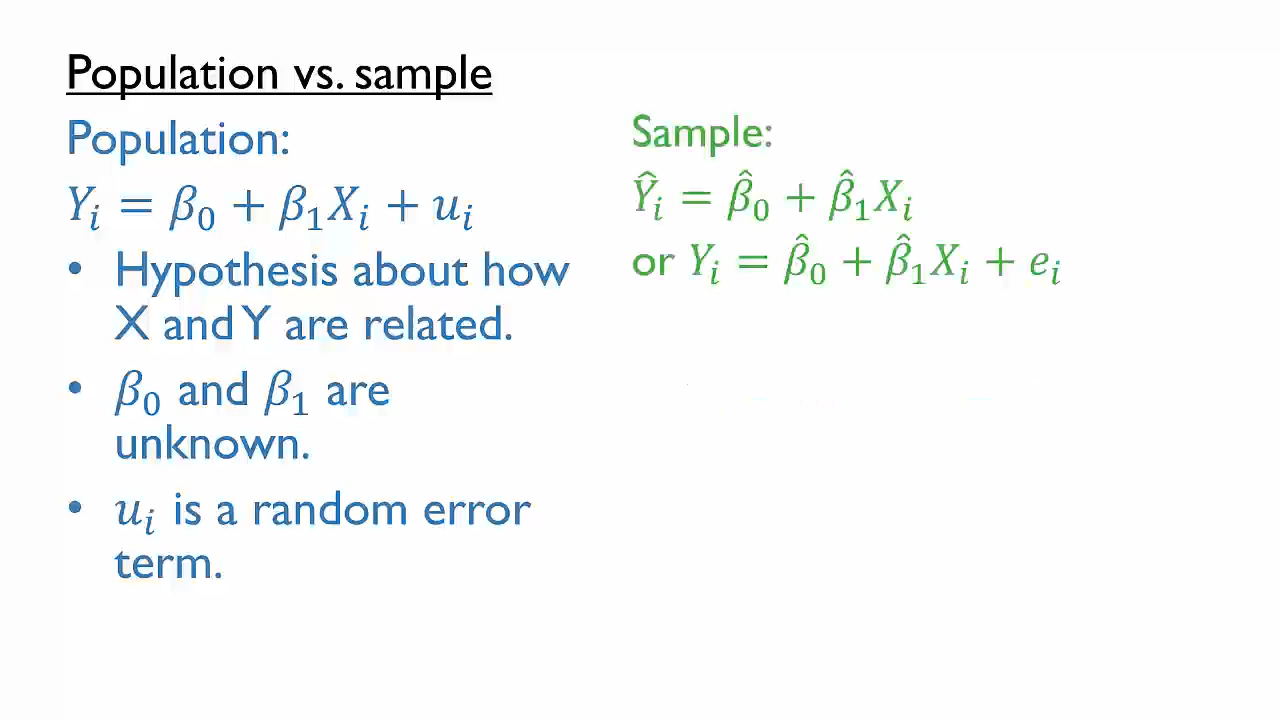 Population vs. sample
Population:
Yᵢ = β₀ + β₁Xᵢ + uᵢ
• Hypothesis about how
X and Y are related.
• β₀ and β₁ are
unknown.
• uᵢ is a random error
term.
Sample:
Ŷᵢ = β̂₀ + β̂₁Xᵢ
or Yᵢ = β̂₀ + β̂₁Xᵢ + eᵢ